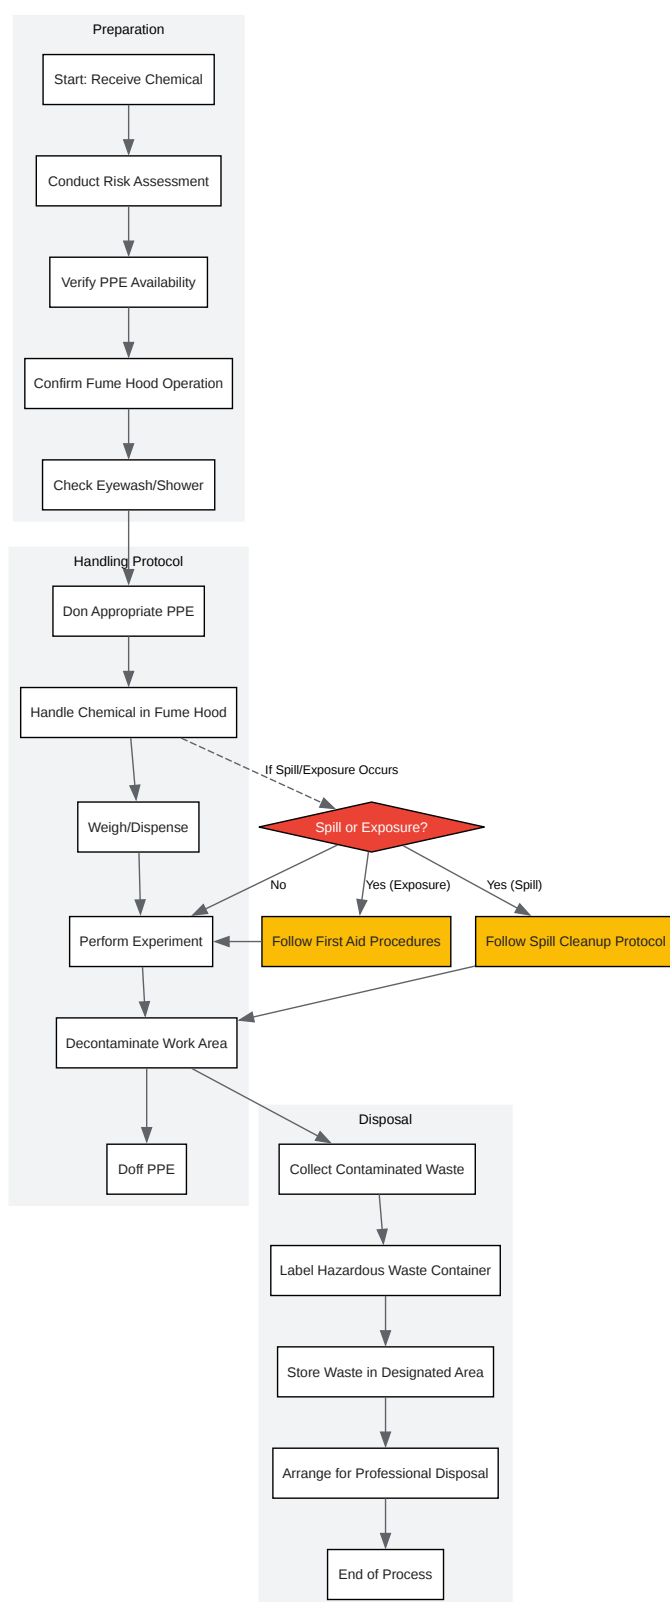 Preparation
Start: Receive Chemical
Conduct Risk Assessment
Verify PPE Availability
Confirm Fume Hood Operation
Check Eyewash/Shower
Handling Protocol
Don Appropriate PPE
Handle Chemical in Fume Hood
If Spill/Exposure Occurs
Weigh/Dispense
Spill or Exposure?
No
Yes (Exposure)
Yes (Spill)
Perform Experiment
Follow First Aid Procedures
Follow Spill Cleanup Protocol
Decontaminate Work Area
Disposal
Doff PPE
Collect Contaminated Waste
Label Hazardous Waste Container
Store Waste in Designated Area
Arrange for Professional Disposal
End of Process